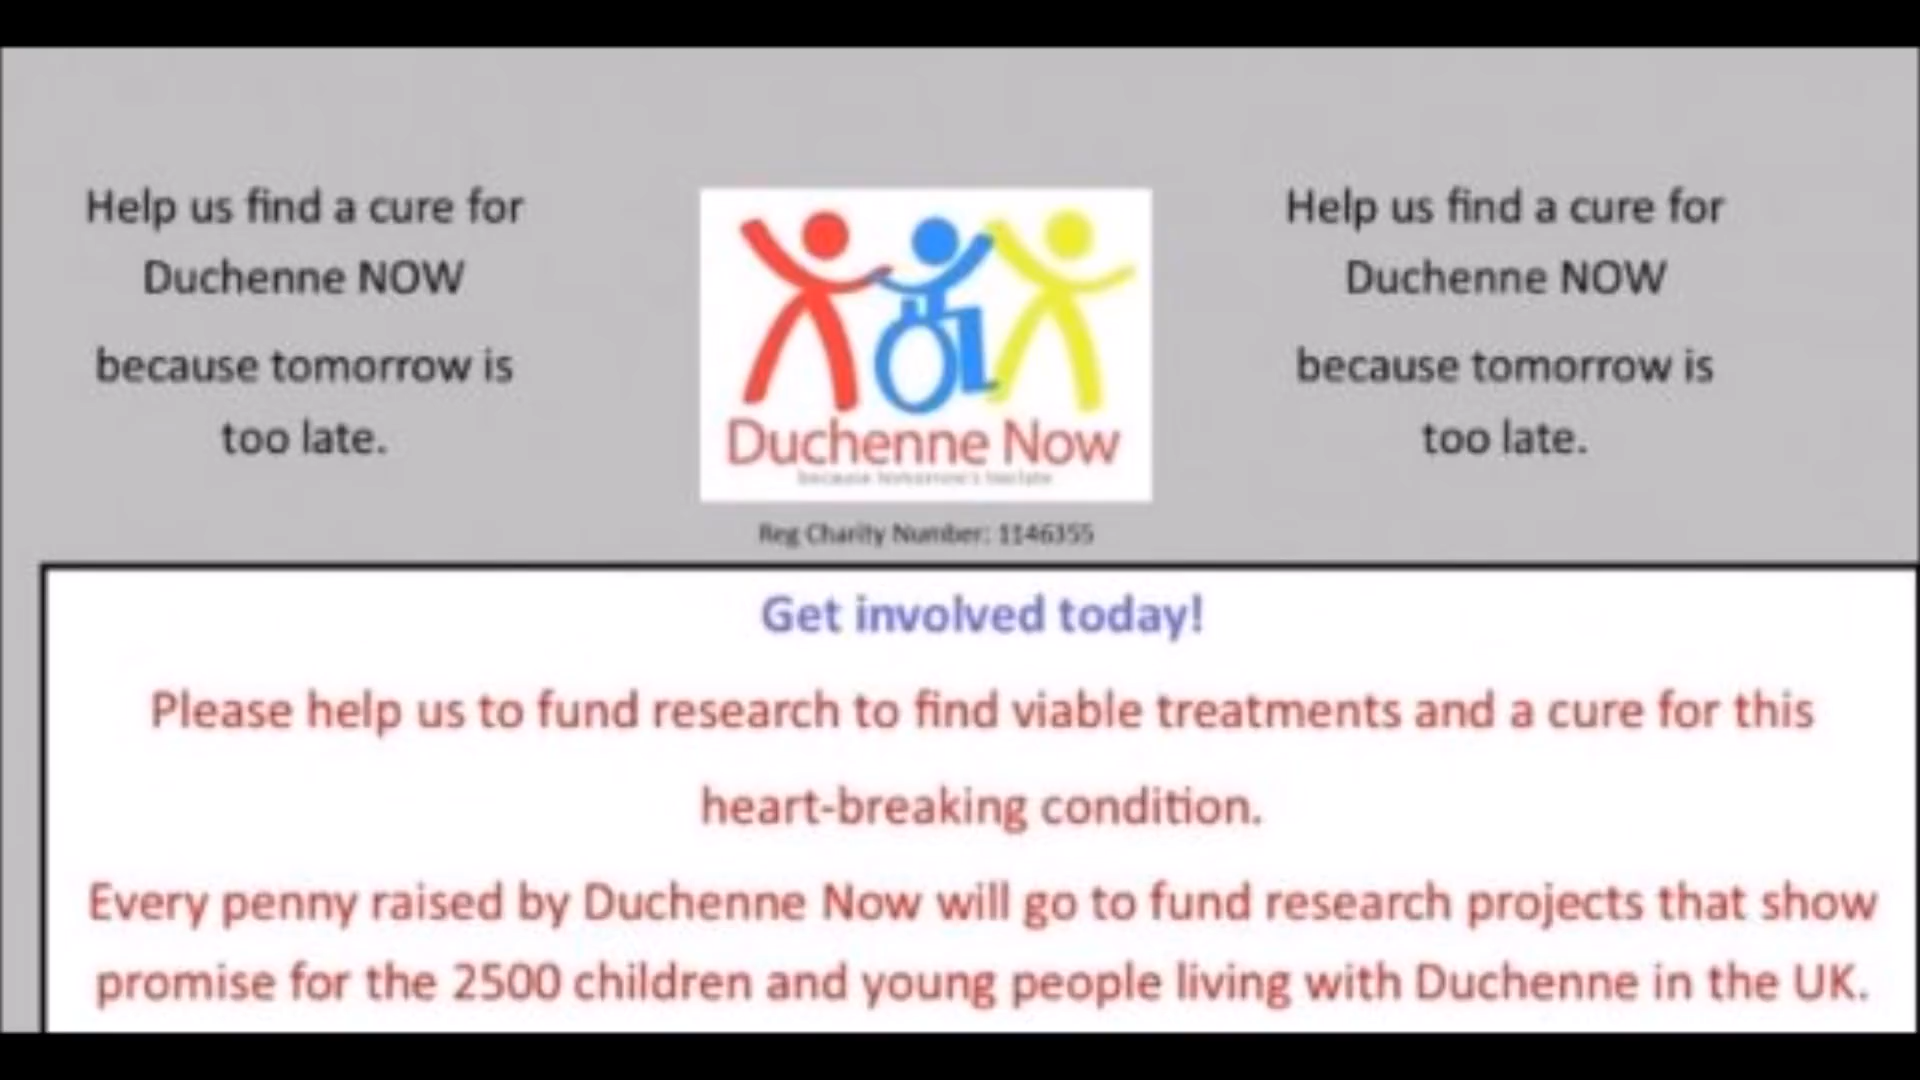 Help us find a cure for
Duchenne NOW
because tomorrow is
too late.
Duchenne Now
because tomorrow's too late
Reg Charity Number: 1146355
Help us find a cure for
Duchenne NOW
because tomorrow is
too late.
Get involved today!
Please help us to fund research to find viable treatments and a cure for this
heart-breaking condition.
Every penny raised by Duchenne Now will go to fund research projects that show
promise for the 2500 children and young people living with Duchenne in the UK.